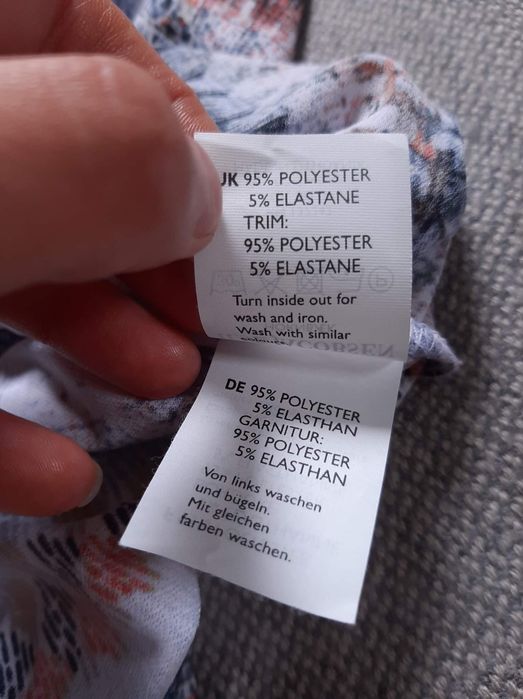 UK 95% POLYESTER
5% ELASTANE
TRIM:
95% POLYESTER
5% ELASTANE
Turn inside out for
wash and iron.
Wash with similar
colours
DE 95% POLYESTER
5% ELASTHAN
GARNITUR:
95% POLYESTER
5% ELASTHAN
Von links waschen
und bügeln.
Mit gleichen
farben waschen.